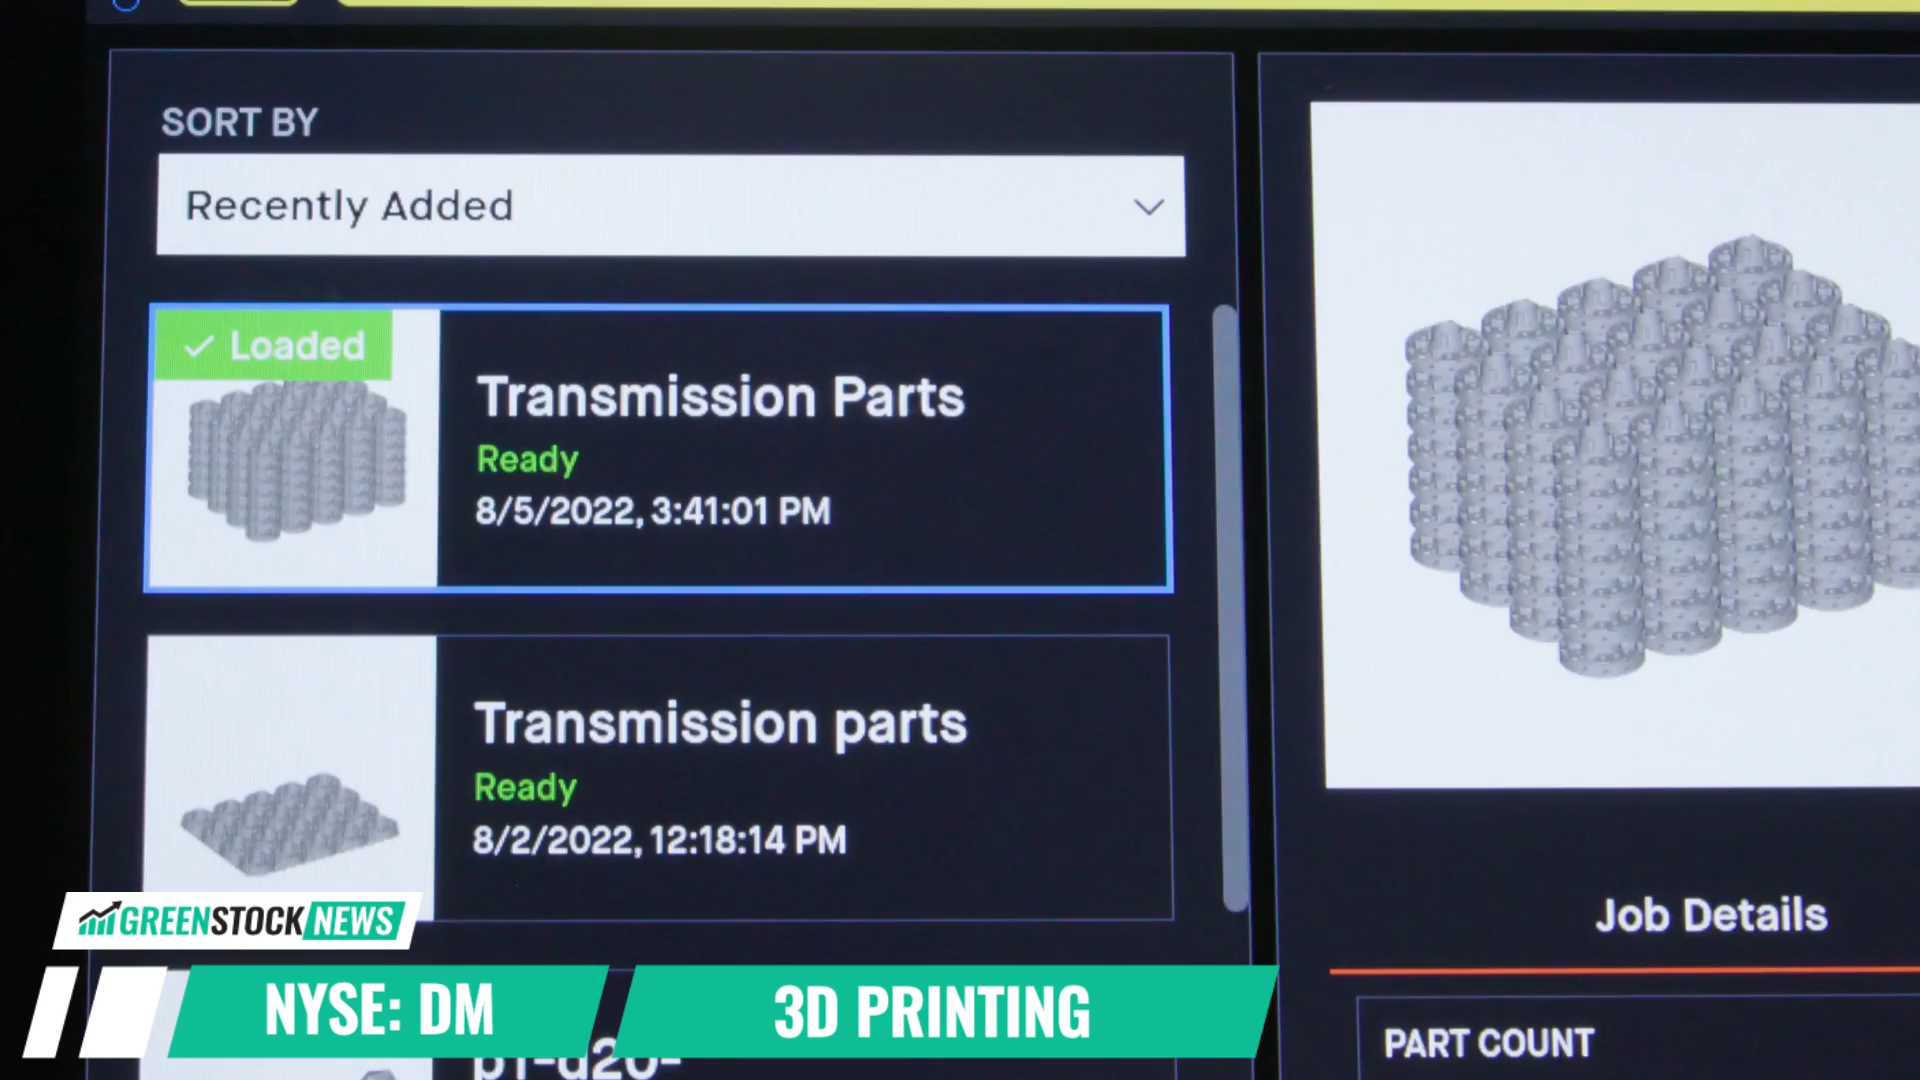 SORT BY
Recently Added
Loaded
Transmission Parts
Ready
8/5/2022, 3:41:01 PM
Transmission parts
Ready
8/2/2022, 12:18:14 PM
Job Details
PART COUNT
GREENSTOCK NEWS
NYSE: DM
3D PRINTING